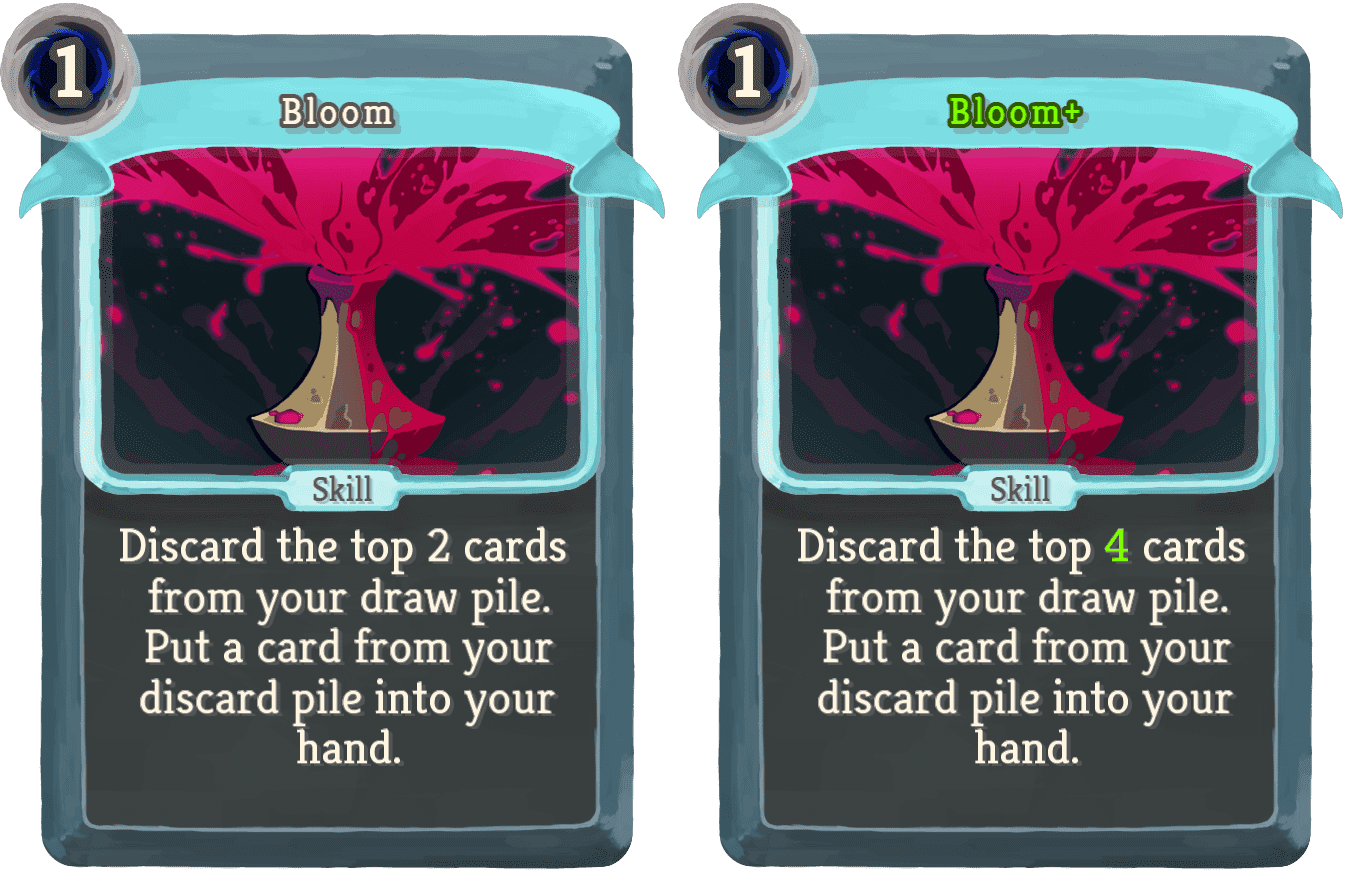 1
Bloom
Skill
Discard the top 2 cards
from your draw pile.
Put a card from your
discard pile into your
hand.
1
Bloom+
Skill
Discard the top 4 cards
from your draw pile.
Put a card from your
discard pile into your
hand.